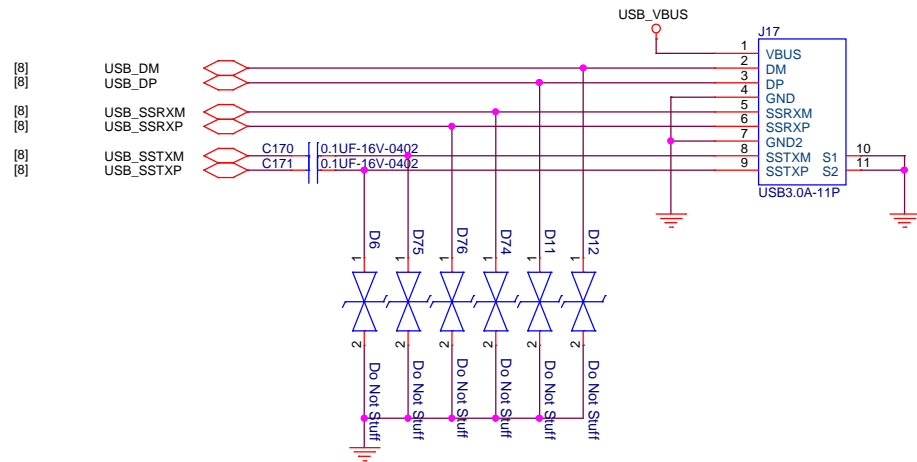 USB_VBUS
J17
1 VBUS
[8] USB_DM 2 DM
[8] USB_DP 3 DP
4 GND
[8] USB_SSRXM 5 SSRXM
[8] USB_SSRXP 6 SSRXP
7 GND2
[8] USB_SSTXM C170 0.1UF-16V-0402 8 SSTXM S1 10
[8] USB_SSTXP C171 0.1UF-16V-0402 9 SSTXP S2 11
USB3.0A-11P
D6 D75 D76 D74 D11 D12
1 1 1 1 1 1
2 2 2 2 2 2
Do Not Stuff Do Not Stuff Do Not Stuff Do Not Stuff Do Not Stuff Do Not Stuff